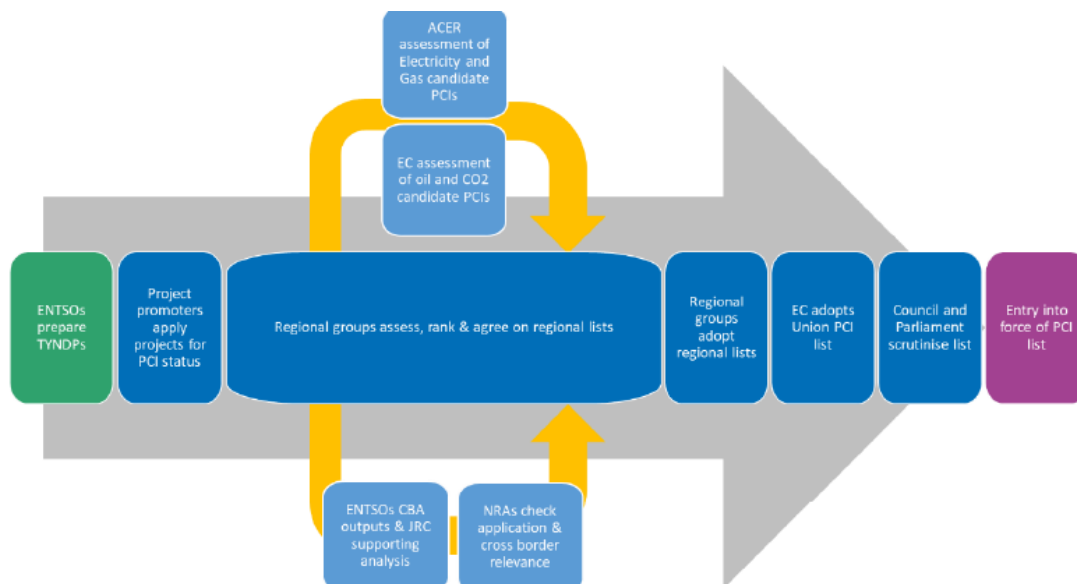 ACER
assessment of
Electricity and
Gas candidate
PCIs
EC assessment
of oil and CO2
candidate PCIs
ENTSOs
prepare
TYNDPs
Project
promoters
apply
projects for
PCI status
Regional groups assess, rank & agree on regional lists
Regional
groups
adopt
regional lists
EC adopts
Union PCI
list
Council and
Parliament
scrutinise list
Entry into
force of PCI
list
ENTSOs CBA
outputs & JRC
supporting
analysis
NRAs check
application &
cross border
relevance